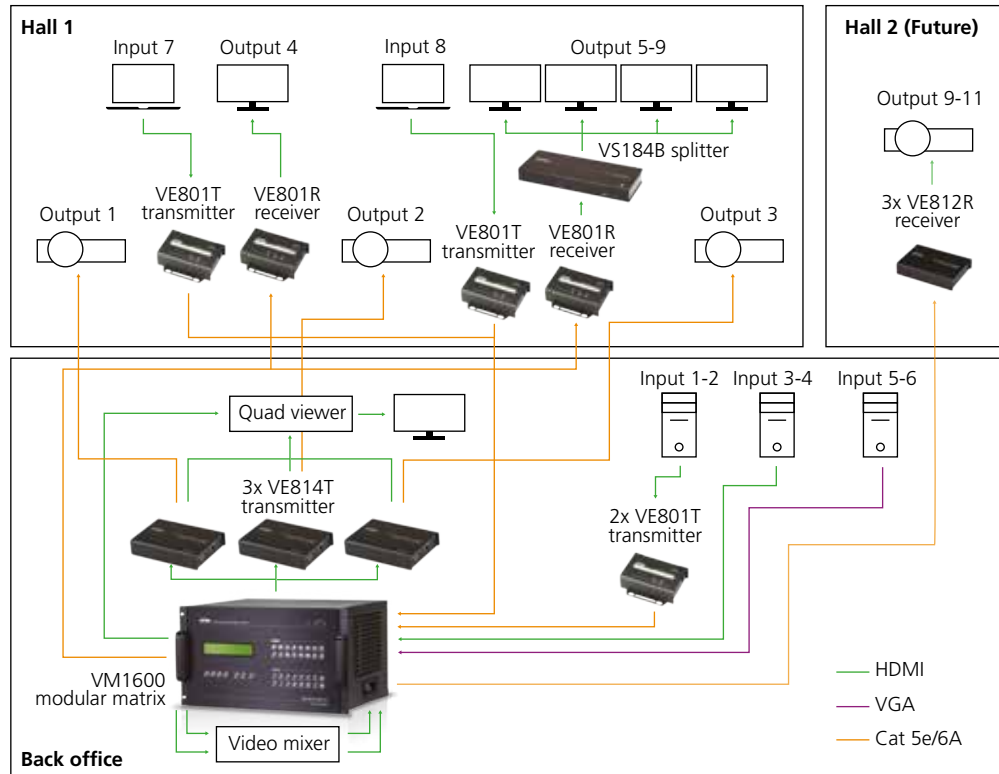 Hall 1
Hall 2 (Future)
Input 7
Output 4
Input 8
Output 5-9
Output 9-11
VS184B splitter
VE801T
transmitter
VE801R
receiver
3x VE812R
receiver
Output 1
Output 2
Output 3
VE801T
transmitter
VE801R
receiver
Input 1-2
Input 3-4
Input 5-6
Quad viewer
3x VE814T
transmitter
2x VE801T
transmitter
VM1600
modular matrix
HDMI
VGA
Cat 5e/6A
Video mixer
Back office